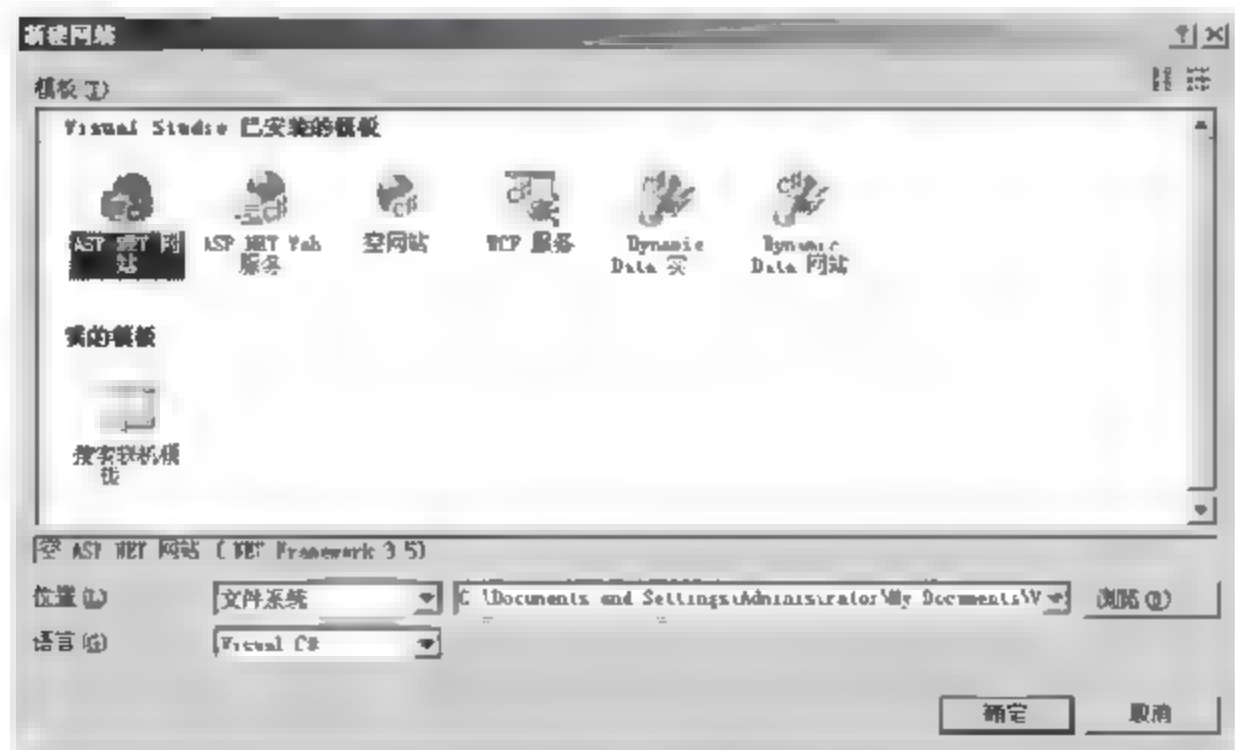 新建网站
模板(T)
Visual Studio 已安装的模板
ASP.NET 网站
ASP.NET Web 服务
空网站
WCF 服务
Dynamic Data 实
Dynamic Data 网站
我的模板
搜索联机模板
空 ASP.NET 网站 (.NET Framework 3.5)
位置(L)
文件系统
C:\Documents and Settings\Administrator\My Documents\V
浏览(B)
语言(G)
Visual C#
确定
取消